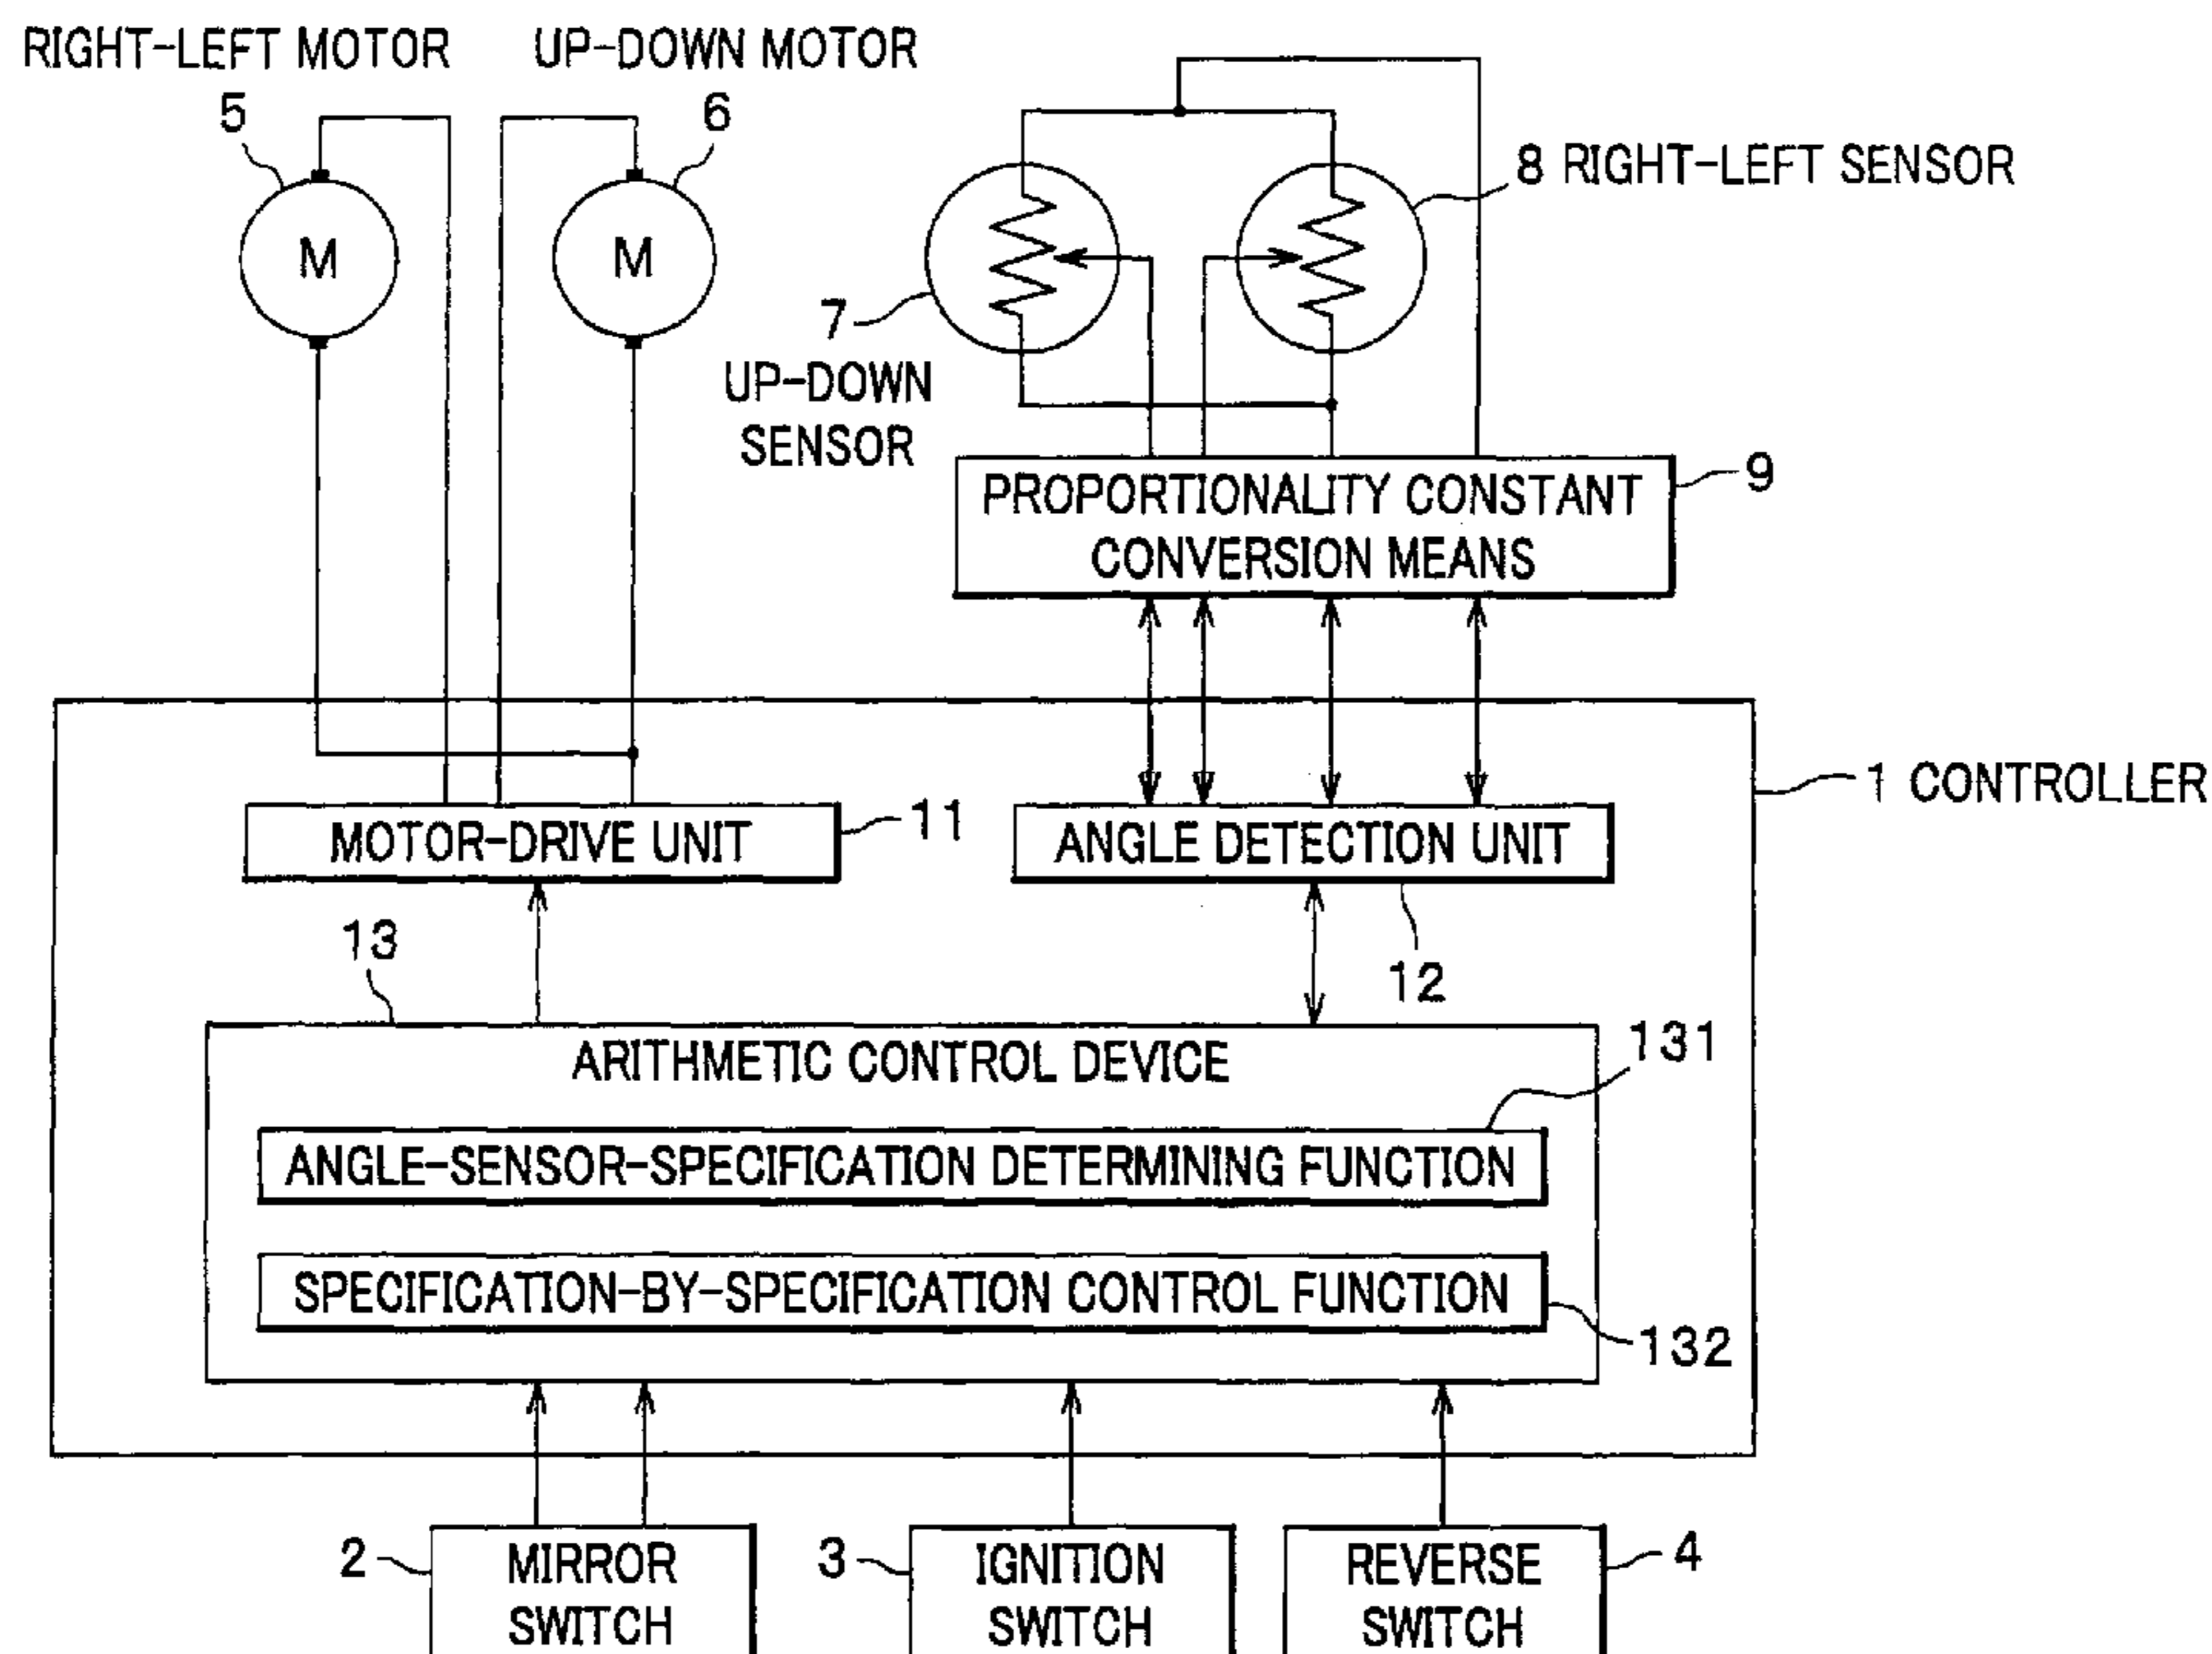 RIGHT-LEFT MOTOR
UP-DOWN MOTOR
5
6
M
M
8 RIGHT-LEFT SENSOR
7
UP-DOWN
SENSOR
PROPORTIONALITY CONSTANT
CONVERSION MEANS
9
1 CONTROLLER
MOTOR-DRIVE UNIT
11
ANGLE DETECTION UNIT
12
13
ARITHMETIC CONTROL DEVICE
131
ANGLE-SENSOR-SPECIFICATION DETERMINING FUNCTION
SPECIFICATION-BY-SPECIFICATION CONTROL FUNCTION
132
2
MIRROR
SWITCH
3
IGNITION
SWITCH
REVERSE
SWITCH
4